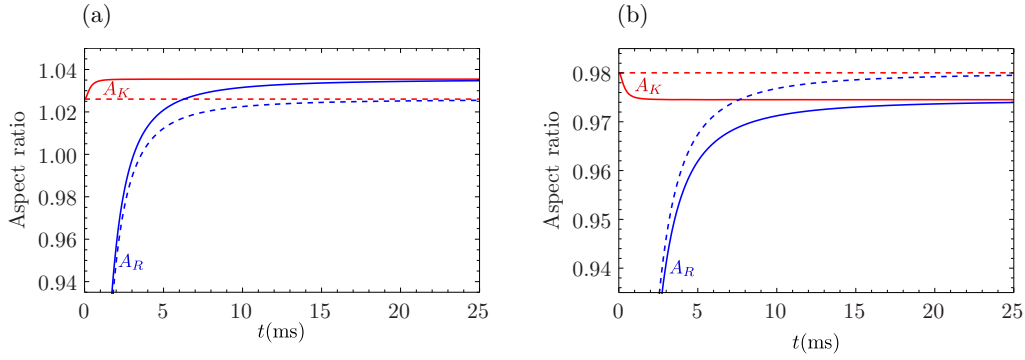 (a)
Aspect ratio
1.04
1.02
1.00
0.98
0.96
0.94
A_K
A_R
0 5 10 15 20 25
t(ms)
(b)
Aspect ratio
0.98
0.97
0.96
0.95
0.94
A_K
A_R
0 5 10 15 20 25
t(ms)